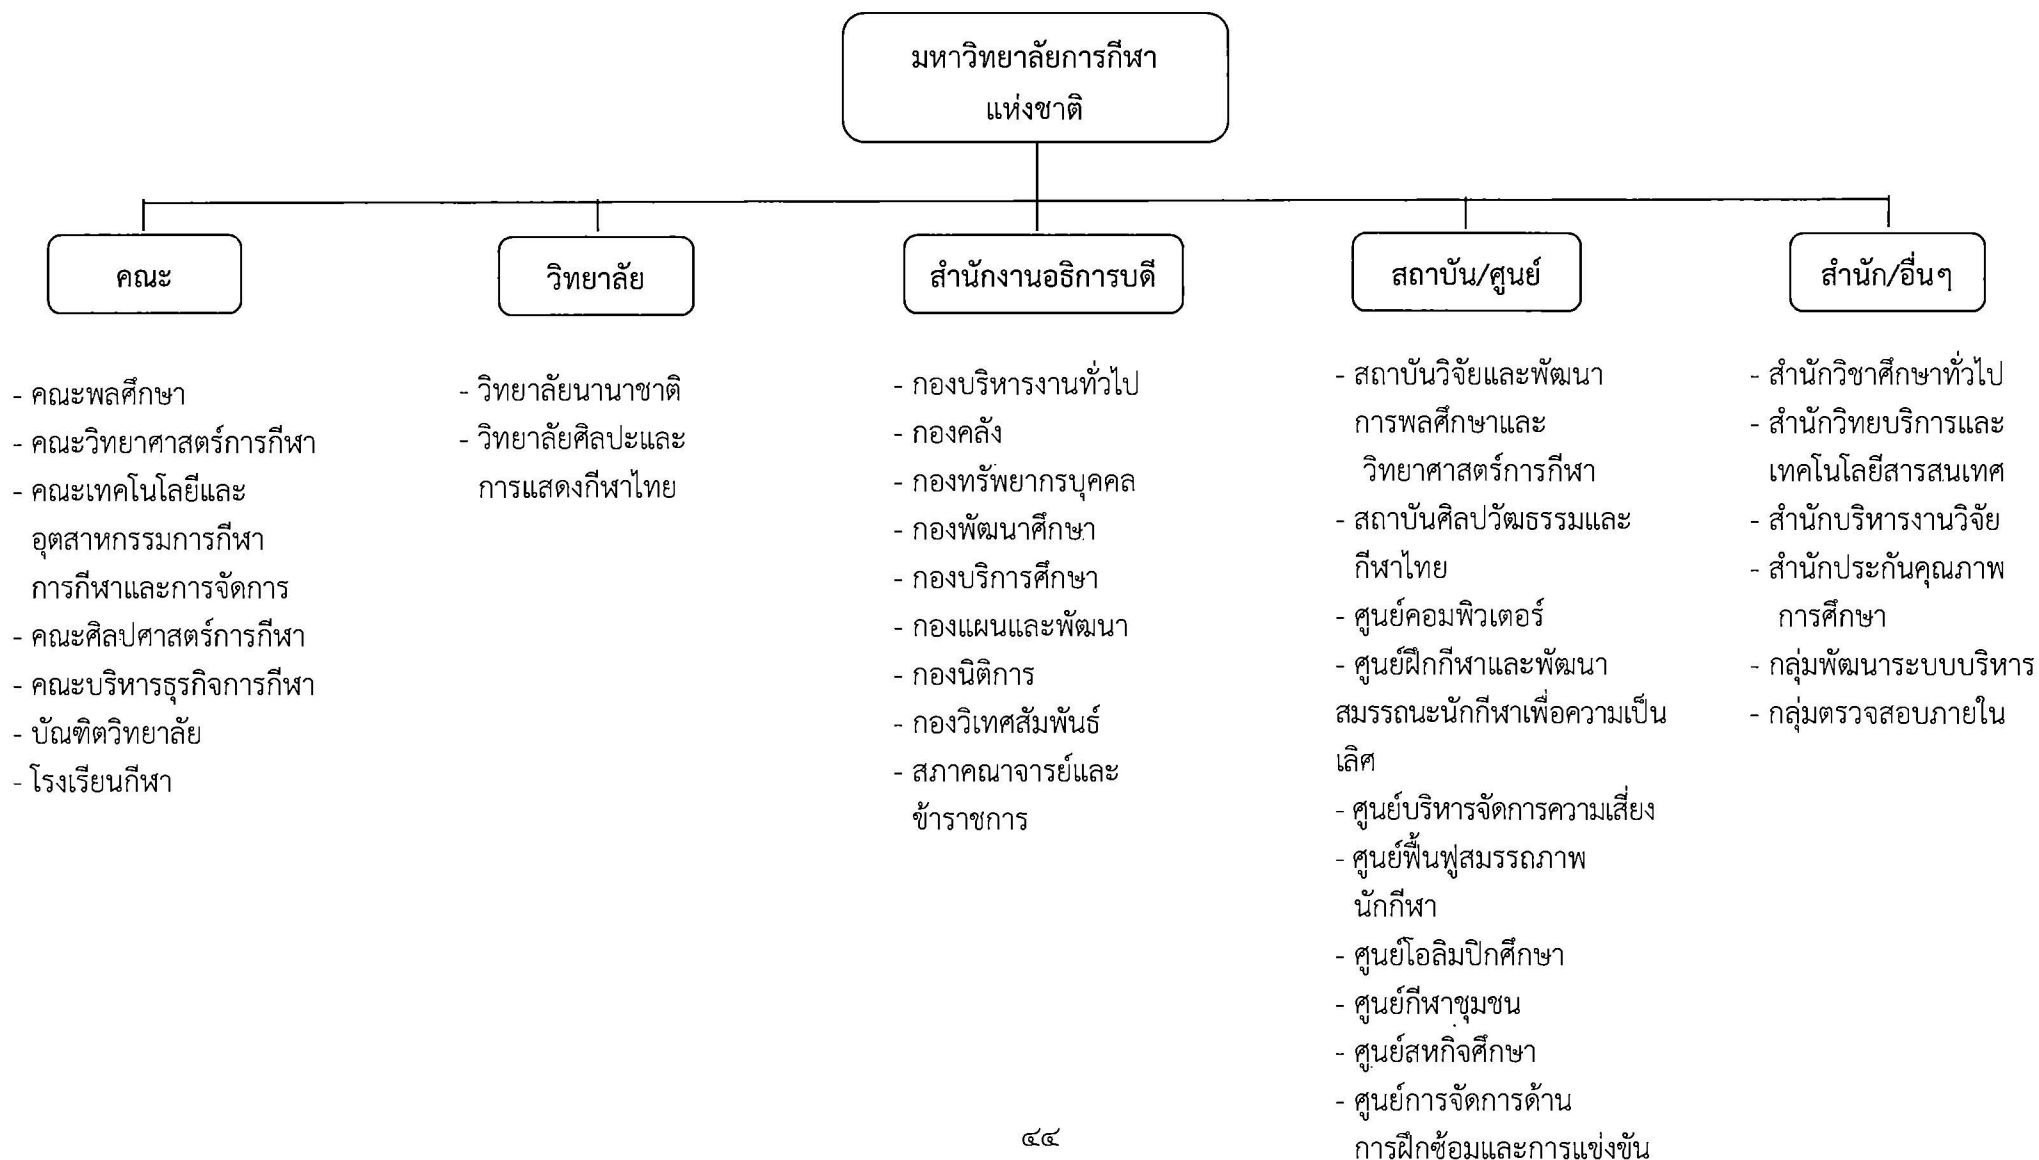 มหาวิทยาลัยการกีฬา
แห่งชาติ
คณะ
วิทยาลัย
สำนักงานอธิการบดี
สถาบัน/ศูนย์
สำนัก/อื่นๆ
- คณะพลศึกษา
- คณะวิทยาศาสตร์การกีฬา
- คณะเทคโนโลยีและ
อุตสาหกรรมการกีฬา
การกีฬาและการจัดการ
- คณะศิลปศาสตร์การกีฬา
- คณะบริหารธุรกิจการกีฬา
- บัณฑิตวิทยาลัย
- โรงเรียนกีฬา
- วิทยาลัยนานาชาติ
- วิทยาลัยศิลปะและ
การแสดงกีฬาไทย
- กองบริหารงานทั่วไป
- กองคลัง
- กองทรัพยากรบุคคล
- กองพัฒนาศึกษา
- กองบริการศึกษา
- กองแผนและพัฒนา
- กองนิติการ
- กองวิเทศสัมพันธ์
- สภาคณาจารย์และ
ข้าราชการ
- สถาบันวิจัยและพัฒนา
การพลศึกษาและ
วิทยาศาสตร์การกีฬา
- สถาบันศิลปวัฒธรรมและ
กีฬาไทย
- ศูนย์คอมพิวเตอร์
- ศูนย์ฝึกกีฬาและพัฒนา
สมรรถนะนักกีฬาเพื่อความเป็น
เลิศ
- ศูนย์บริหารจัดการความเสี่ยง
- ศูนย์ฟื้นฟูสมรรถภาพ
นักกีฬา
- ศูนย์โอลิมปิกศึกษา
- ศูนย์กีฬาชุมชน
- ศูนย์สหกิจศึกษา
- ศูนย์การจัดการด้าน
การฝึกซ้อมและการแข่งขัน
- สำนักวิชาศึกษาทั่วไป
- สำนักวิทยบริการและ
เทคโนโลยีสารสนเทศ
- สำนักบริหารงานวิจัย
- สำนักประกันคุณภาพ
การศึกษา
- กลุ่มพัฒนาระบบบริหาร
- กลุ่มตรวจสอบภายใน
๔๔